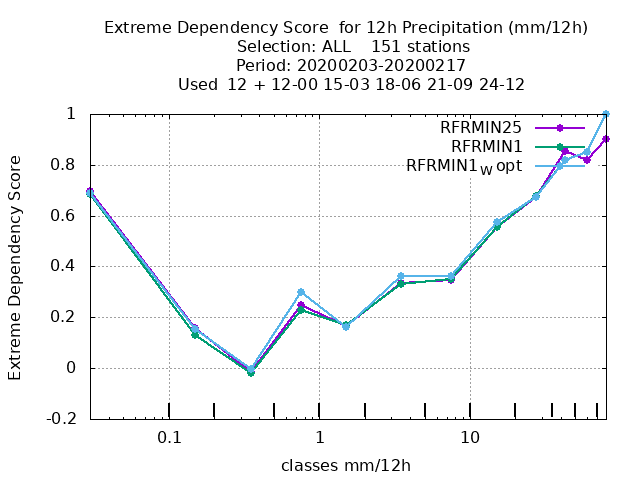 Extreme Dependency Score  for 12h Precipitation (mm/12h)
Selection: ALL    151 stations
Period: 20200203-20200217
Used  12 + 12-00 15-03 18-06 21-09 24-12
RFRMIN25
RFRMIN1
RFRMIN1W opt
Extreme Dependency Score
1
0.8
0.6
0.4
0.2
0
-0.2
0.1
1
10
classes mm/12h